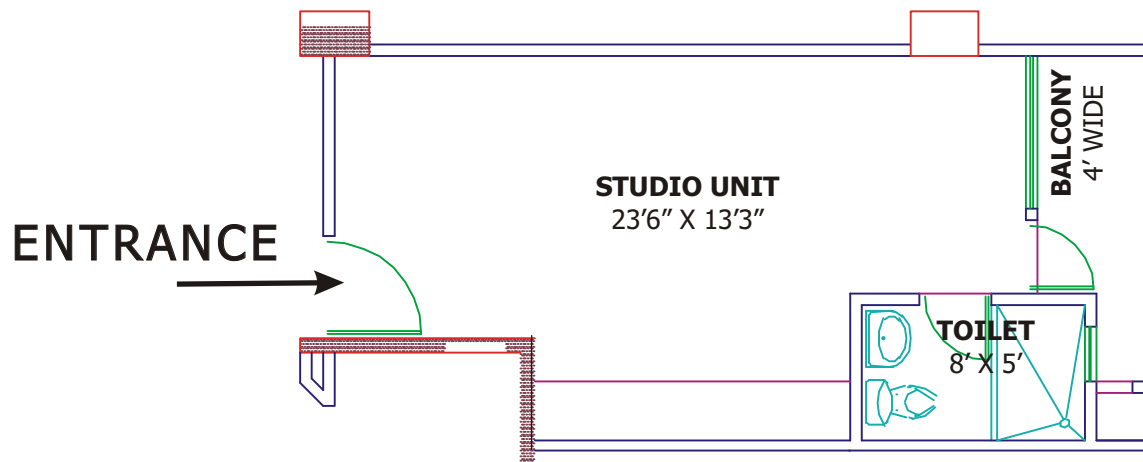 ENTRANCE
STUDIO UNIT
23’6” X 13’3”
BALCONY
4’ WIDE
TOILET
8’ X 5’